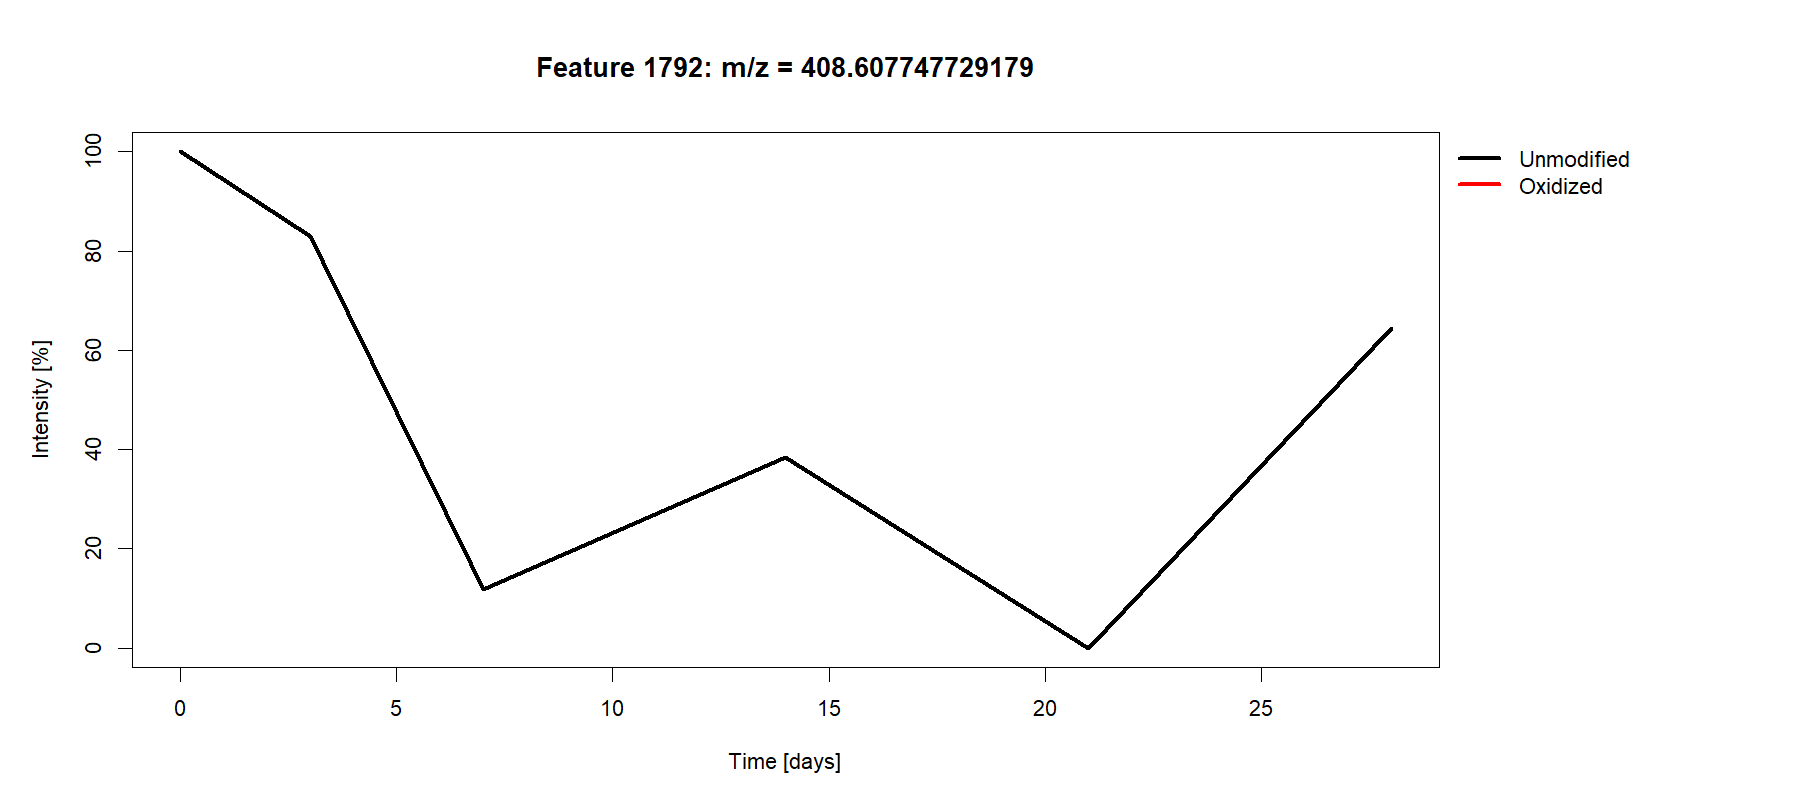 Feature 1792: m/z = 408.607747729179
Unmodified
Oxidized
Intensity [%]
100
80
60
40
20
0
0 5 10 15 20 25
Time [days]